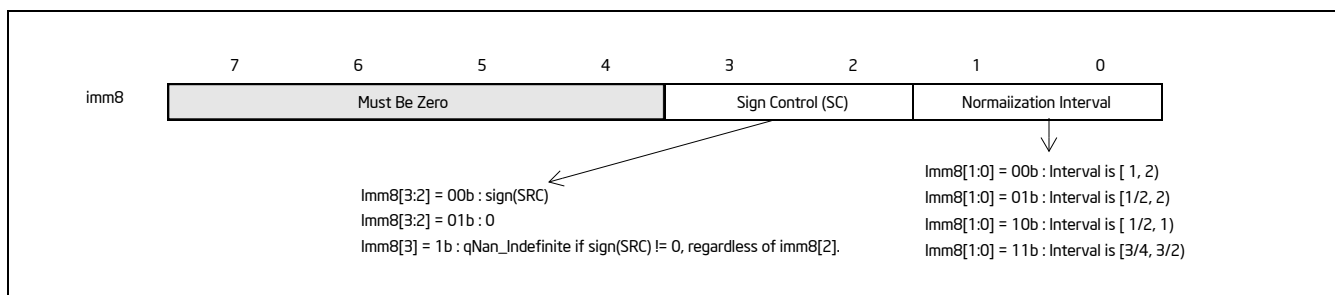 7 6 5 4 3 2 1 0
imm8 Must Be Zero Sign Control (SC) Normaiization Interval
Imm8[3:2] = 00b : sign(SRC)
Imm8[3:2] = 01b : 0
Imm8[3] = 1b : qNan_Indefinite if sign(SRC) != 0, regardless of imm8[2].
Imm8[1:0] = 00b : Interval is [ 1, 2)
Imm8[1:0] = 01b : Interval is [1/2, 2)
Imm8[1:0] = 10b : Interval is [ 1/2, 1)
Imm8[1:0] = 11b : Interval is [3/4, 3/2)